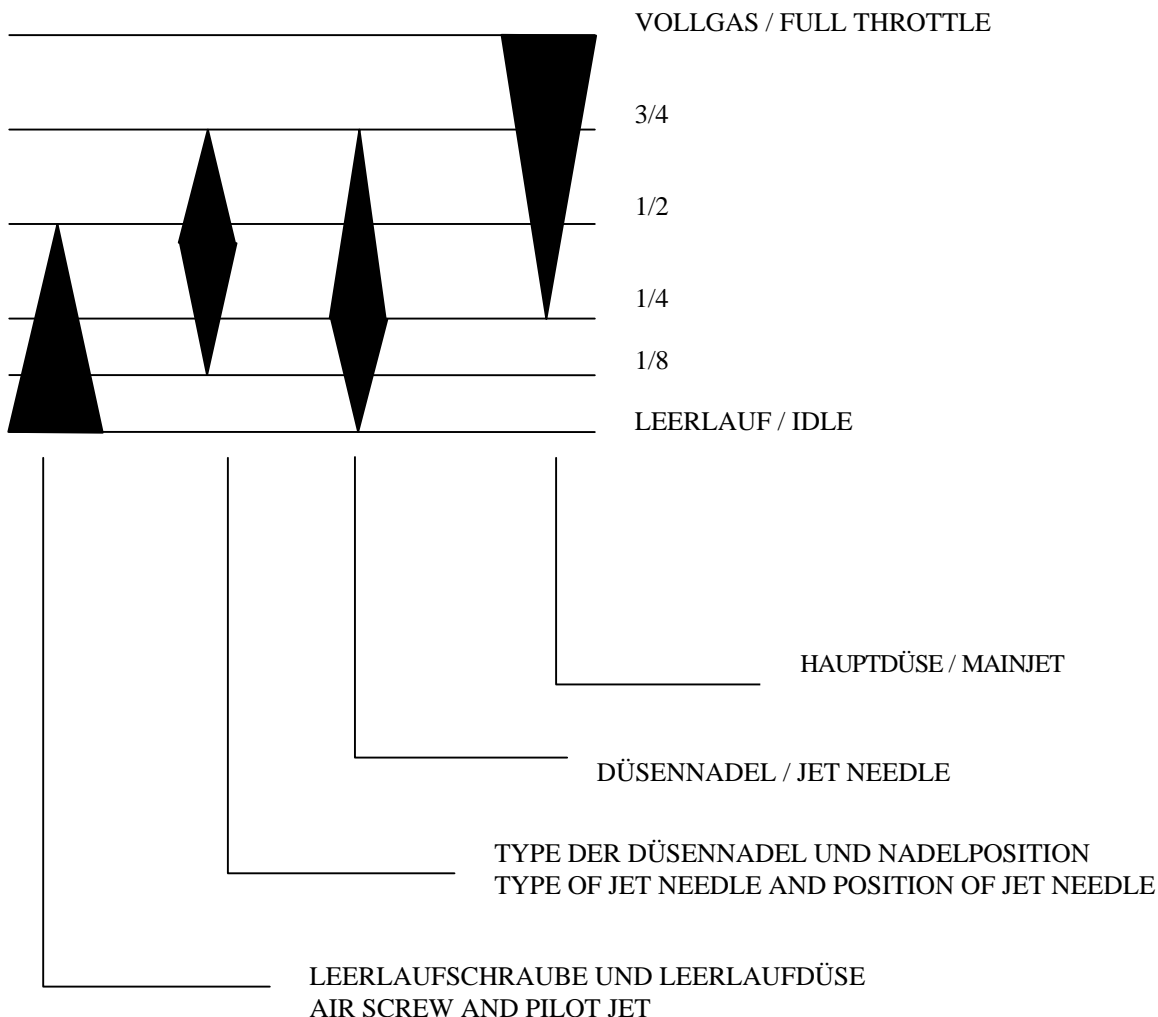 VOLLGAS / FULL THROTTLE
3/4
1/2
1/4
1/8
LEERLAUF / IDLE
HAUPTDÜSE / MAINJET
DÜSENNADEL / JET NEEDLE
TYPE DER DÜSENNADEL UND NADELPOSITION
TYPE OF JET NEEDLE AND POSITION OF JET NEEDLE
LEERLAUFSCHRAUBE UND LEERLAUFDÜSE
AIR SCREW AND PILOT JET